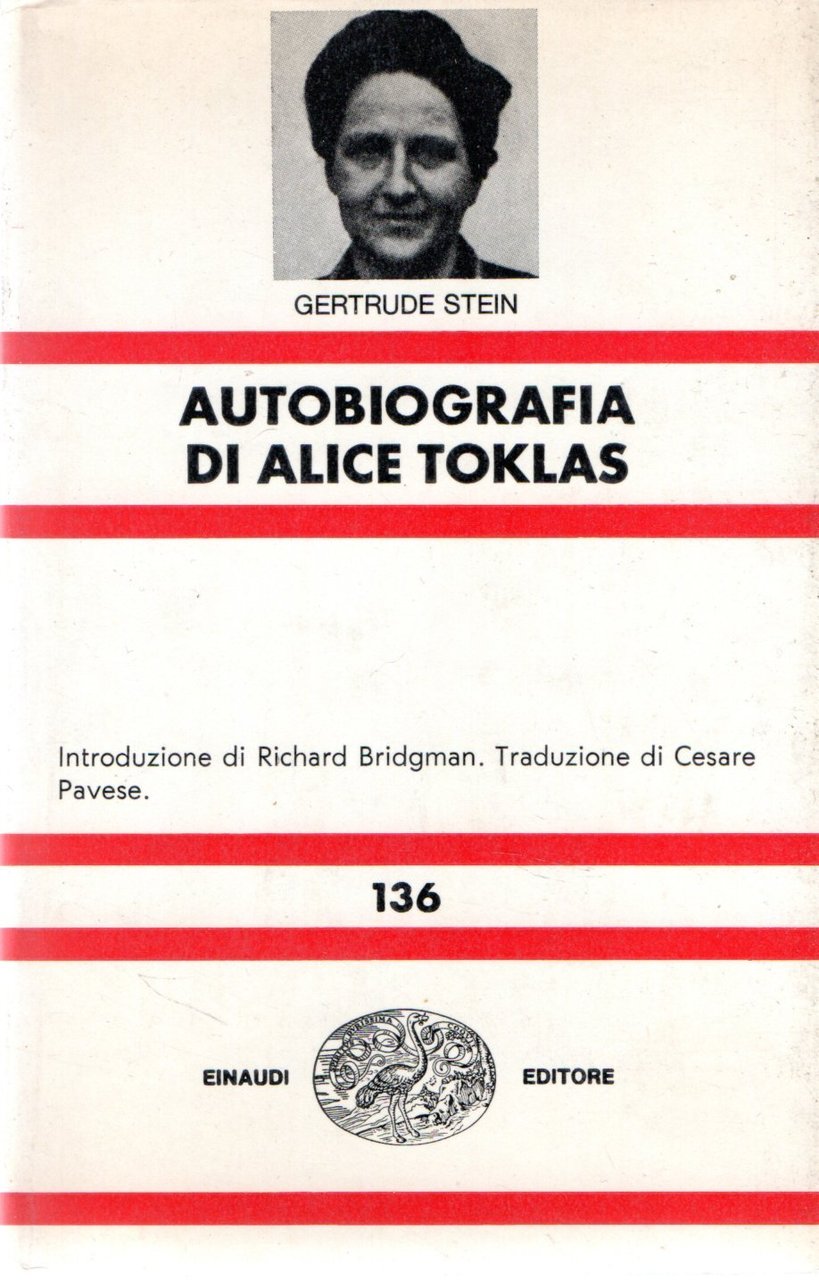 GERTRUDE STEIN
AUTOBIOGRAFIA
DI ALICE TOKLAS
Introduzione di Richard Bridgman. Traduzione di Cesare
Pavese.
136
EINAUDI
EDITORE